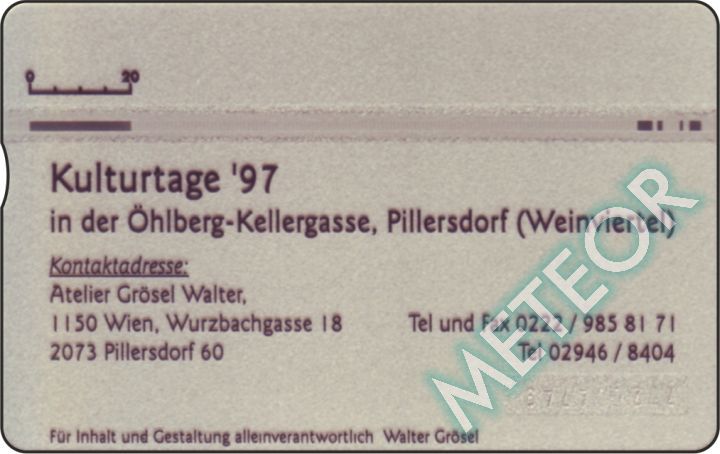 0 20
Kulturtage '97
in der Öhlberg-Kellergasse, Pillersdorf (Weinviertel)
Kontaktadresse:
Atelier Grösel Walter,
1150 Wien, Wurzbachgasse 18 Tel und Fax 0222 / 985 81 71
2073 Pillersdorf 60 Tel 02946 / 8404
METEOR
Für Inhalt und Gestaltung alleinverantwortlich Walter Grösel